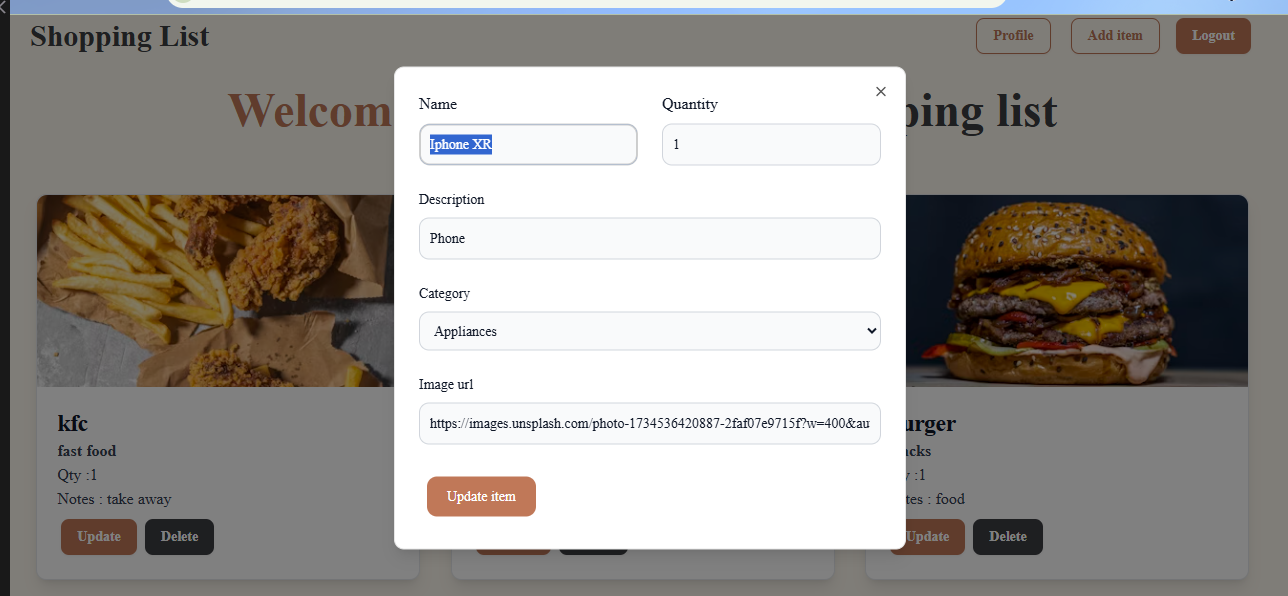 Shopping List
Profile
Add item
Logout
Welcom
ping list
Name
Quantity
Iphone XR
1
Description
Phone
Category
Appliances
Image url
https://images.unsplash.com/photo-1734536420887-2faf07e9715f?w=400&au
Update item
kfc
fast food
Qty :1
Notes : take away
Update
Delete
urger
acks
y :1
tes : food
Update
Delete